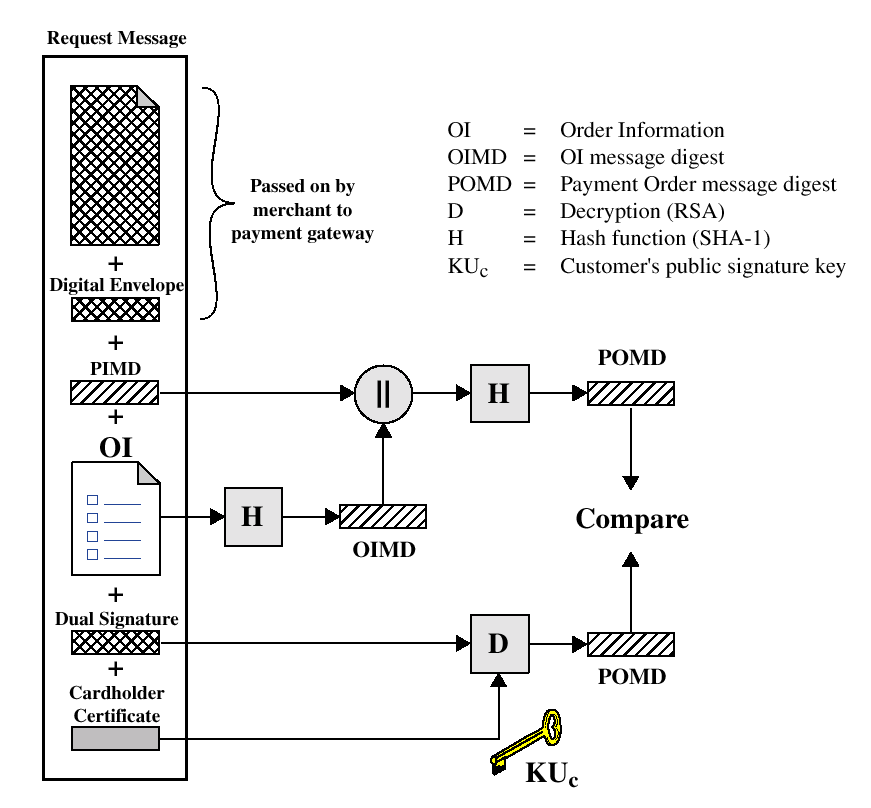 Request Message
Passed on by
merchant to
payment gateway
OI = Order Information
OIMD = OI message digest
POMD = Payment Order message digest
D = Decryption (RSA)
H = Hash function (SHA-1)
KUc = Customer's public signature key
+
Digital Envelope
+
PIMD
+
OI
||
H
POMD
H
OIMD
Compare
+
Dual Signature
+
Cardholder
Certificate
D
POMD
KUc